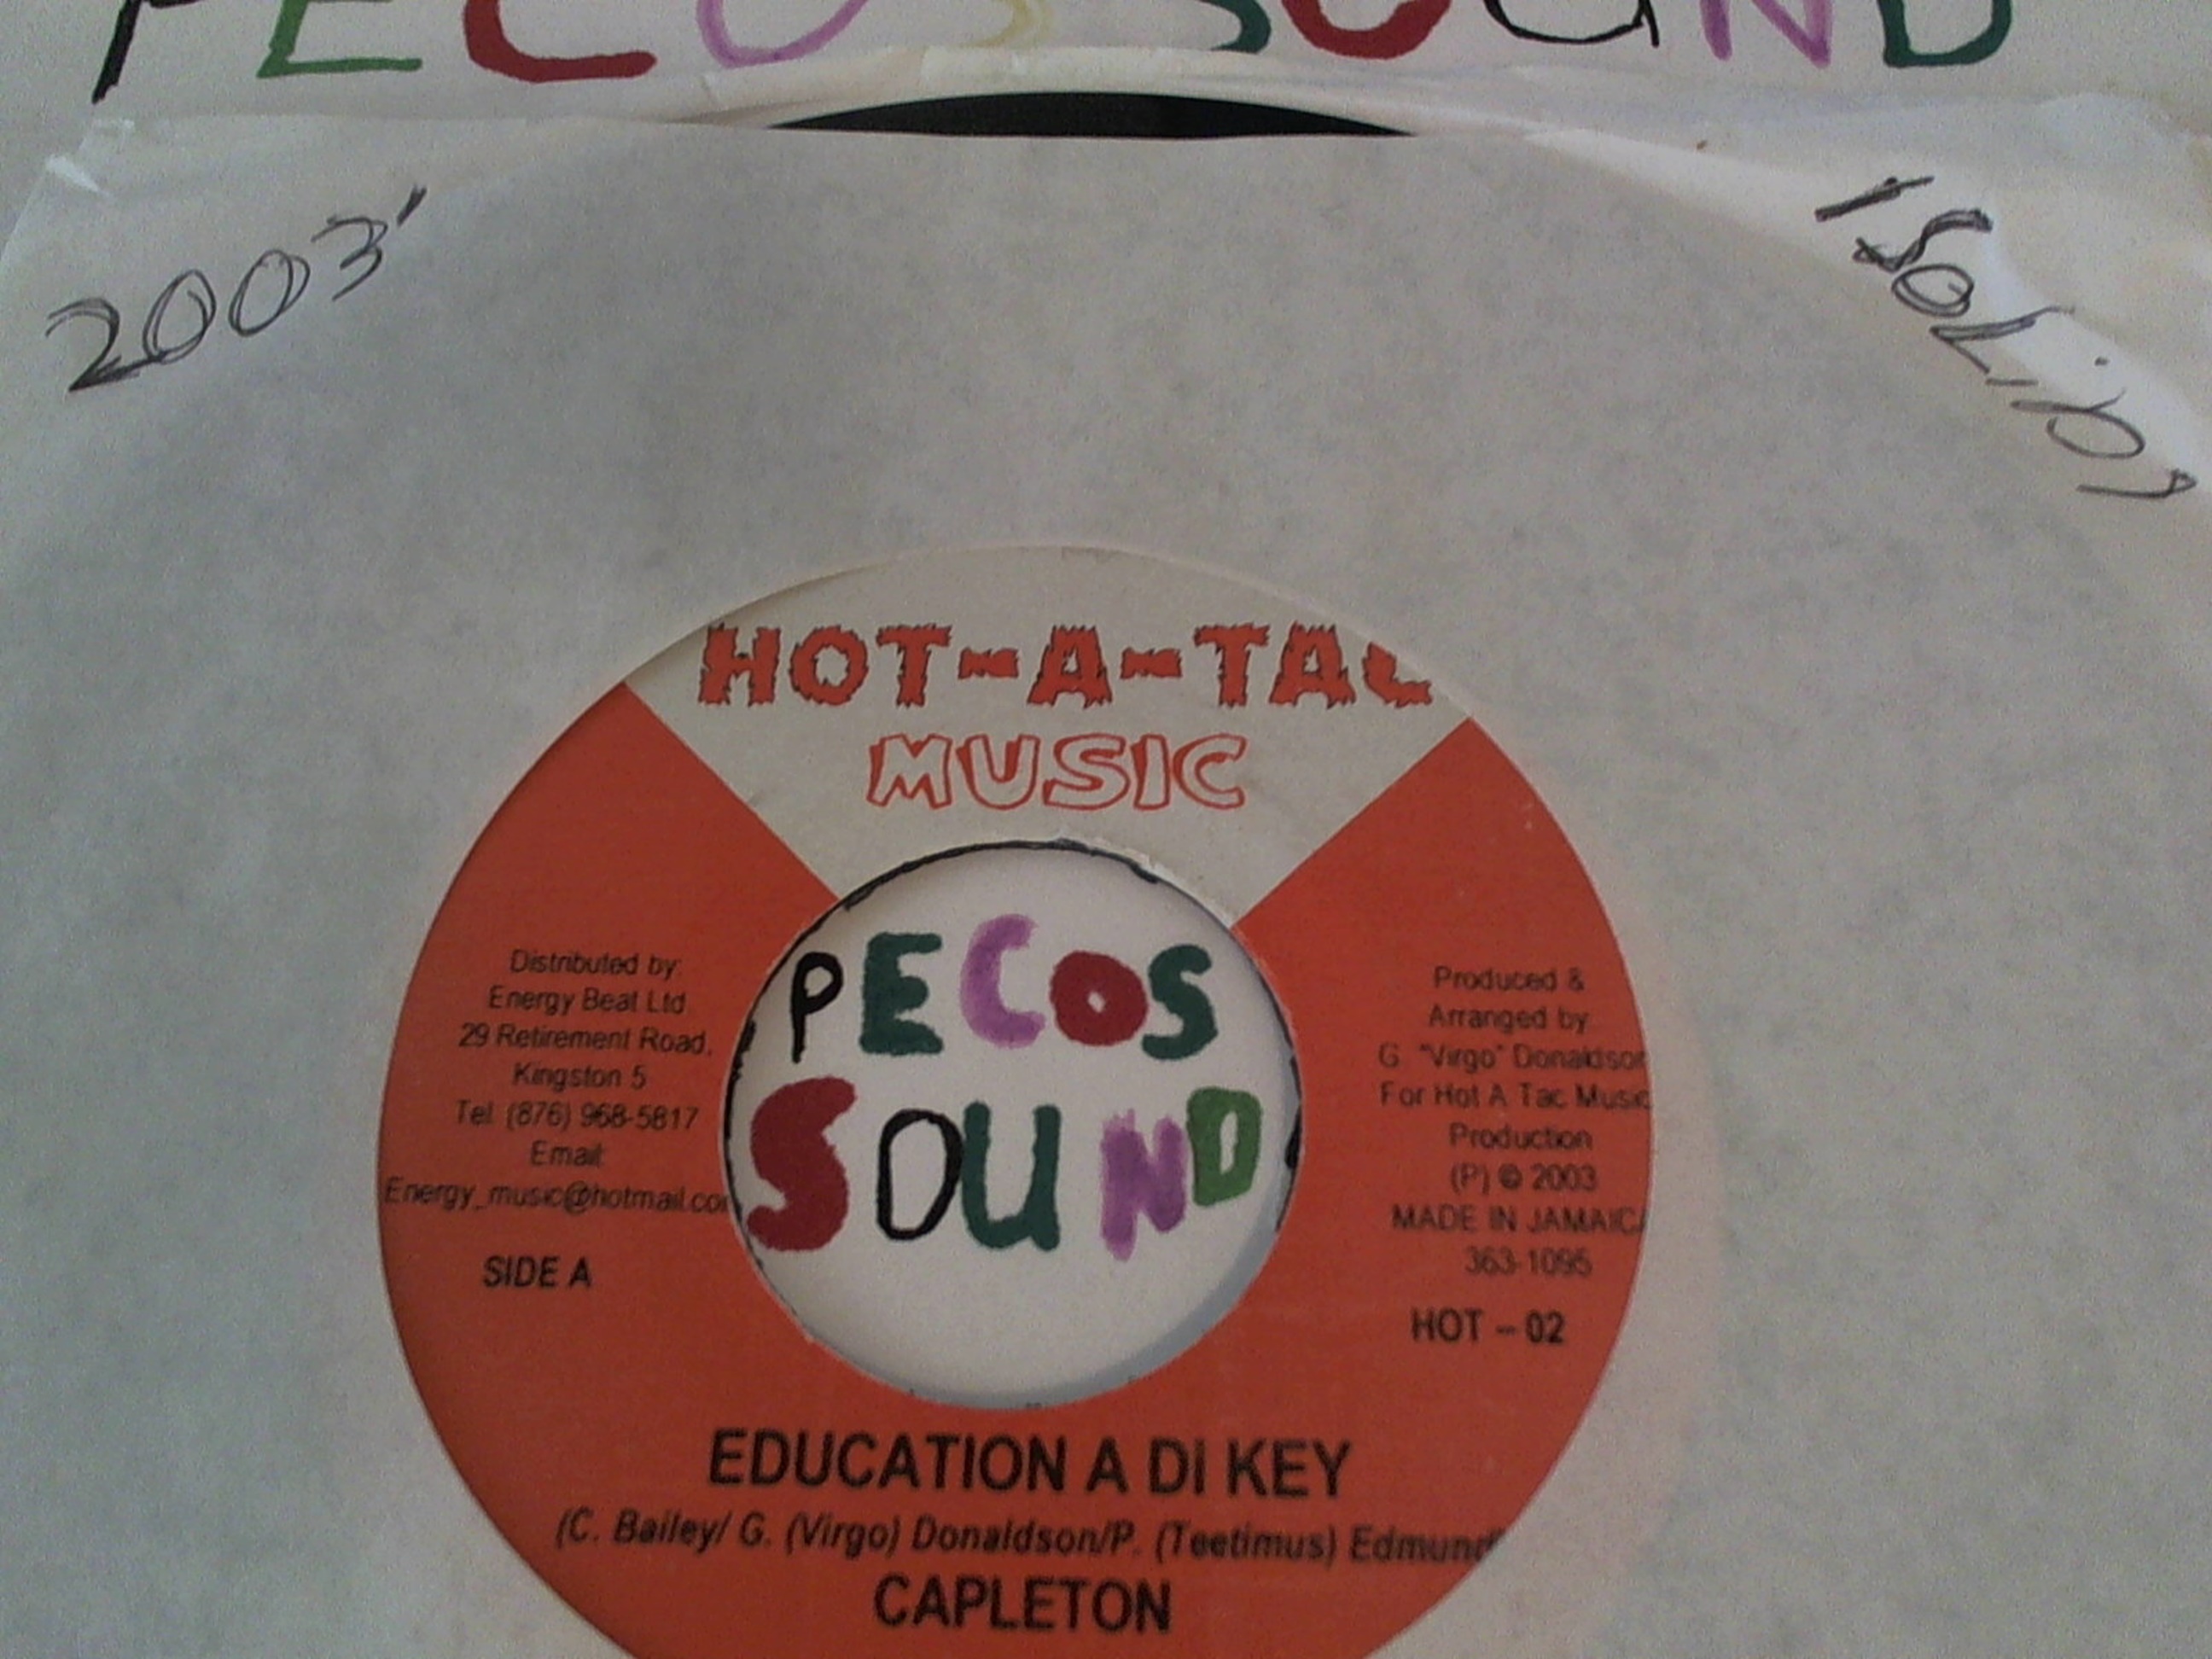 PECOS SOUND
2003'
HOT-A-TAC
MUSIC
PECOS
SOUND
Distributed by:
Energy Beat Ltd.
29 Retirement Road,
Kingston 5
Tel: (876) 968-5817
Email:
Energy_music@hotmail.co
SIDE A
Produced &
Arranged by
G. "Virgo" Donaldson
For Hot A Tac Music
Production
(P) © 2003
MADE IN JAMAICA
363-1095
HOT - 02
EDUCATION A DI KEY
(C. Bailey/ G. (Virgo) Donaldson/P. (Teetimus) Edmund
CAPLETON